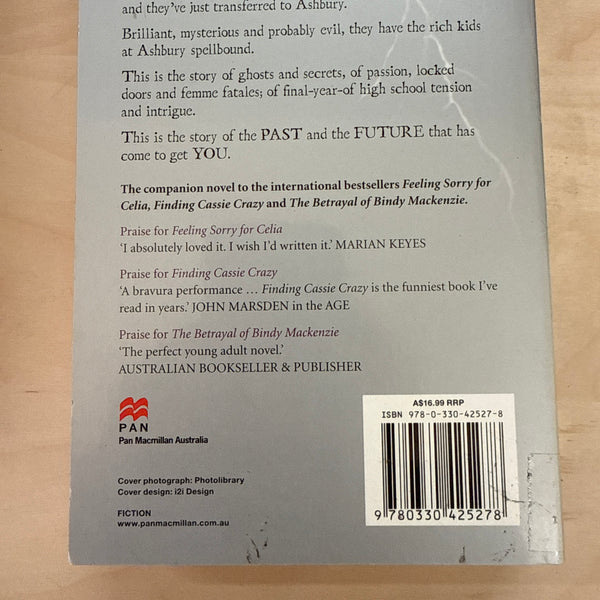 and they've just transferred to Ashbury.
Brilliant, mysterious and probably evil, they have the rich kids
at Ashbury spellbound.
This is the story of ghosts and secrets, of passion, locked
doors and femme fatales; of final-year-of high school tension
and intrigue.
This is the story of the PAST and the FUTURE that has
come to get YOU.
The companion novel to the international bestsellers Feeling Sorry for
Celia, Finding Cassie Crazy and The Betrayal of Bindy Mackenzie.
Praise for Feeling Sorry for Celia
‘I absolutely loved it. I wish I'd written it.’ MARIAN KEYES
Praise for Finding Cassie Crazy
‘A bravura performance … Finding Cassie Crazy is the funniest book I've
read in years.’ JOHN MARSDEN in the AGE
Praise for The Betrayal of Bindy Mackenzie
‘The perfect young adult novel.’
AUSTRALIAN BOOKSELLER & PUBLISHER
PAN
Pan Macmillan Australia
Cover photograph: Photolibrary
Cover design: i2i Design
FICTION
www.panmacmillan.com.au
A$16.99 RRP
ISBN 978-0-330-42527-8
9 780330 425278